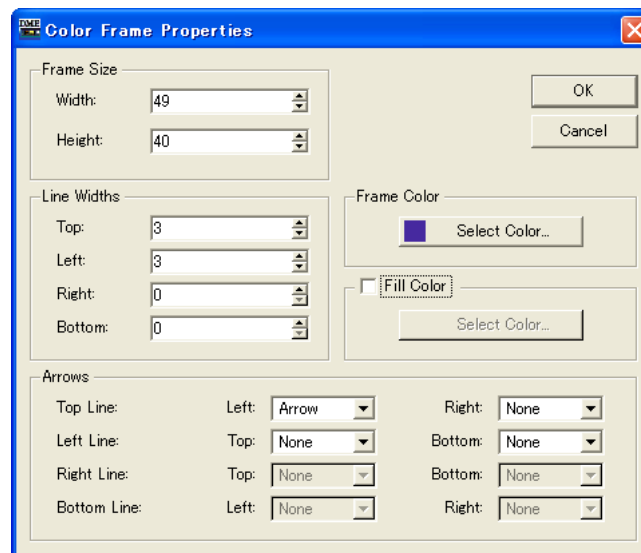 DME
Color Frame Properties
Frame Size
Width: 49
Height: 40
OK
Cancel
Line Widths
Top: 3
Left: 3
Right: 0
Bottom: 0
Frame Color
Select Color...
Fill Color
Select Color...
Arrows
Top Line: Left: Arrow Right: None
Left Line: Top: None Bottom: None
Right Line: Top: None Bottom: None
Bottom Line: Left: None Right: None